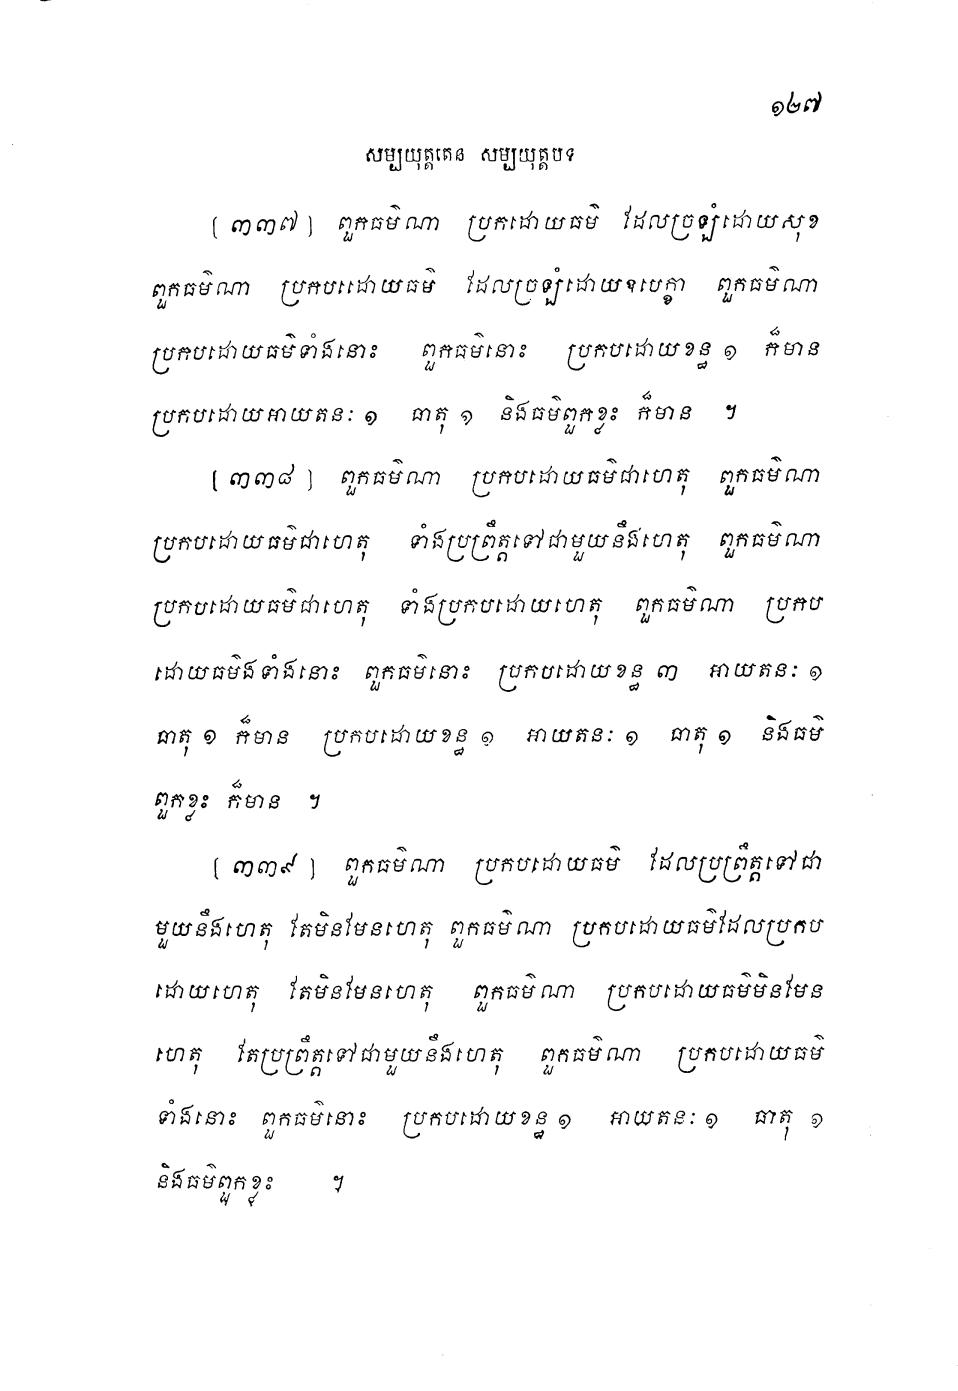 ១២៧
សម្បយុត្តតេន សម្បយុត្តបទ
[ ៣៣៧ ] ពួកធម៌ណា ប្រកដោយធម៌ ដែលច្រឡំដោយសុខ
ពួកធម៌ណា ប្រកបដោយធម៌ ដែលច្រឡំដោយឧបេក្ខា ពួកធម៌ណា
ប្រកបដោយធម៌ទាំងនោះ ពួកធម៌នោះ ប្រកបដោយខន្ធ ១ ក៏មាន
ប្រកបដោយអាយតនៈ ១ ធាតុ ១ និងធម៌ពួកខ្លះ ក៏មាន ។
[ ៣៣៨ ] ពួកធម៌ណា ប្រកបដោយធម៌ជាហេតុ ពួកធម៌ណា
ប្រកបដោយធម៌ជាហេតុ ទាំងប្រព្រឹត្តទៅជាមួយនឹងហេតុ ពួកធម៌ណា
ប្រកបដោយធម៌ជាហេតុ ទាំងប្រកបដោយហេតុ ពួកធម៌ណា ប្រកប
ដោយធម៌ងទាំងនោះ ពួកធម៌នោះ ប្រកបដោយខន្ធ ៣ អាយតនៈ ១
ធាតុ ១ ក៏មាន ប្រកបដោយខន្ធ ១ អាយតនៈ ១ ធាតុ ១ និងធម៌
ពួកខ្លះ ក៏មាន ។
[ ៣៣៩ ] ពួកធម៌ណា ប្រកបដោយធម៌ ដែលប្រព្រឹត្តទៅជា
មួយនឹងហេតុ តែមិនមែនហេតុ ពួកធម៌ណា ប្រកបដោយធម៌ដែលប្រកប
ដោយហេតុ តែមិនមែនហេតុ ពួកធម៌ណា ប្រកបដោយធម៌មិនមែន
ហេតុ តែប្រព្រឹត្តទៅជាមួយនឹងហេតុ ពួកធម៌ណា ប្រកបដោយធម៌
ទាំងនោះ ពួកធម៌នោះ ប្រកបដោយខន្ធ ១ អាយតនៈ ១ ធាតុ ១
និងធម៌ពួកខ្លះ ។